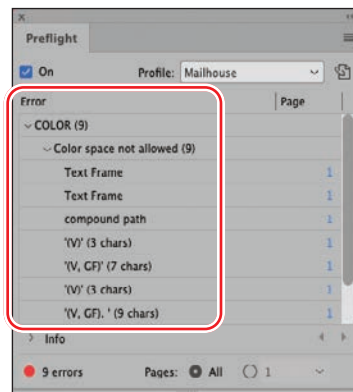 Preflight
On Profile: Mailhouse
Error Page
COLOR (9)
Color space not allowed (9)
Text Frame 1
Text Frame 1
compound path 1
'(V)' (3 chars) 1
'(V, GF)' (7 chars) 1
'(V)' (3 chars) 1
'(V, GF). ' (9 chars) 1
Info
9 errors Pages: All 1